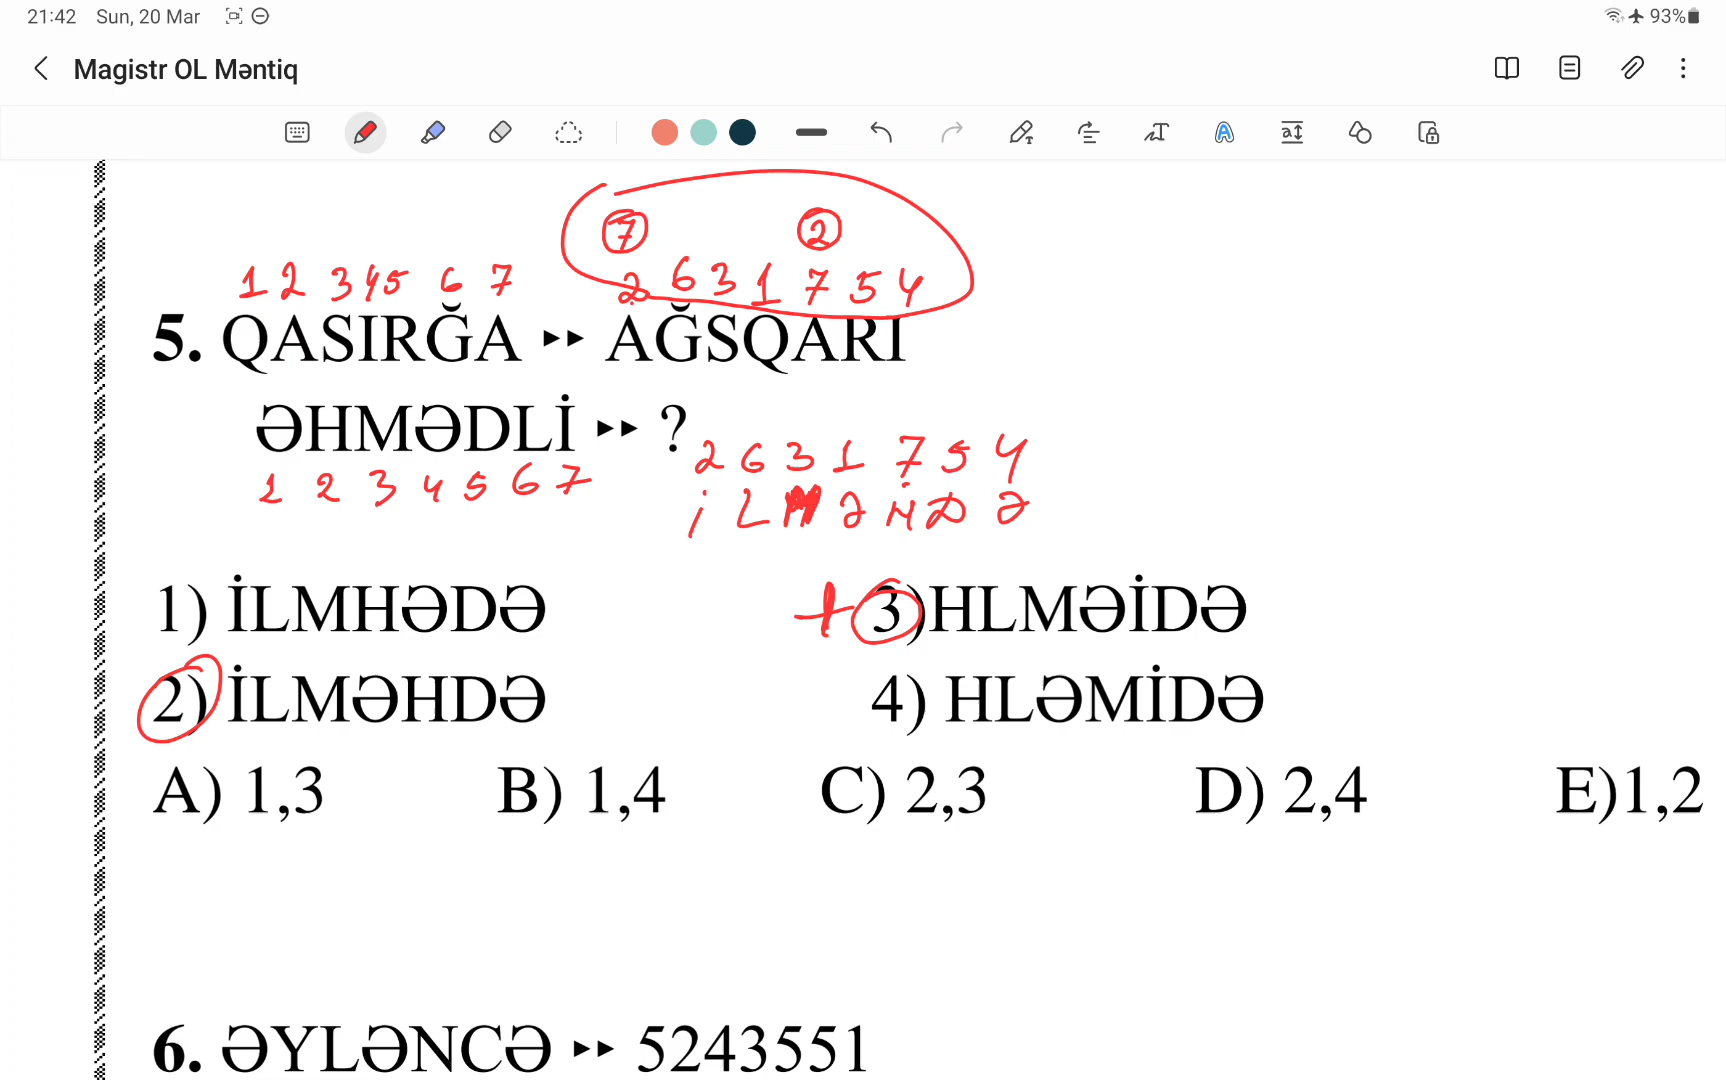 21:42 Sun, 20 Mar 93%
Magistr OL Məntiq
7 2
1 2 3 4 5 6 7 2 6 3 1 7 5 4
5. QASIRĞA ▸▸ AĞSQARI
ƏHMƏDLİ ▸▸ ?
2 6 3 1 7 5 4
1 2 3 4 5 6 7
İ L M Ə H D Ə
1) İLMHƏDƏ + 3)HLMƏİDƏ
2) İLMƏHDƏ 4) HLƏMİDƏ
A) 1,3 B) 1,4 C) 2,3 D) 2,4 E)1,2
6. ƏYLƏNCƏ ▸▸ 5243551